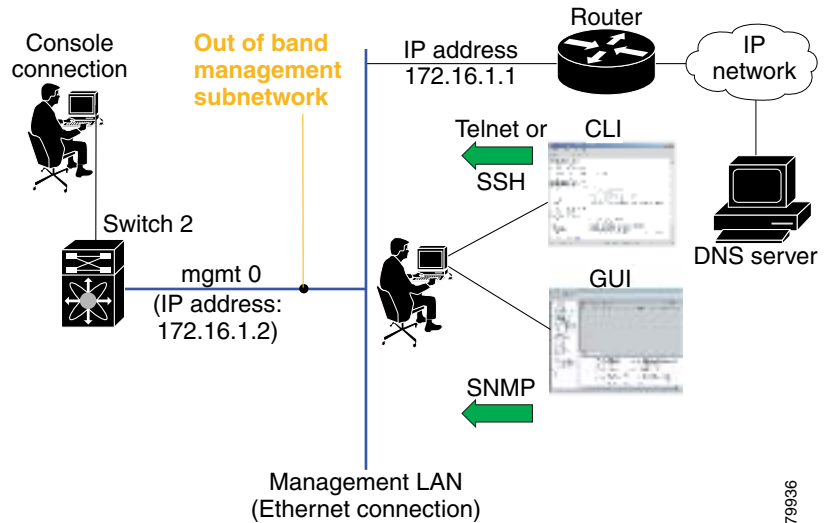 Console
connection
Out of band
management
subnetwork
Router
IP address
172.16.1.1
IP
network
Telnet or
SSH
CLI
Switch 2
DNS server
mgmt 0
(IP address:
172.16.1.2)
GUI
SNMP
Management LAN
(Ethernet connection)
79936